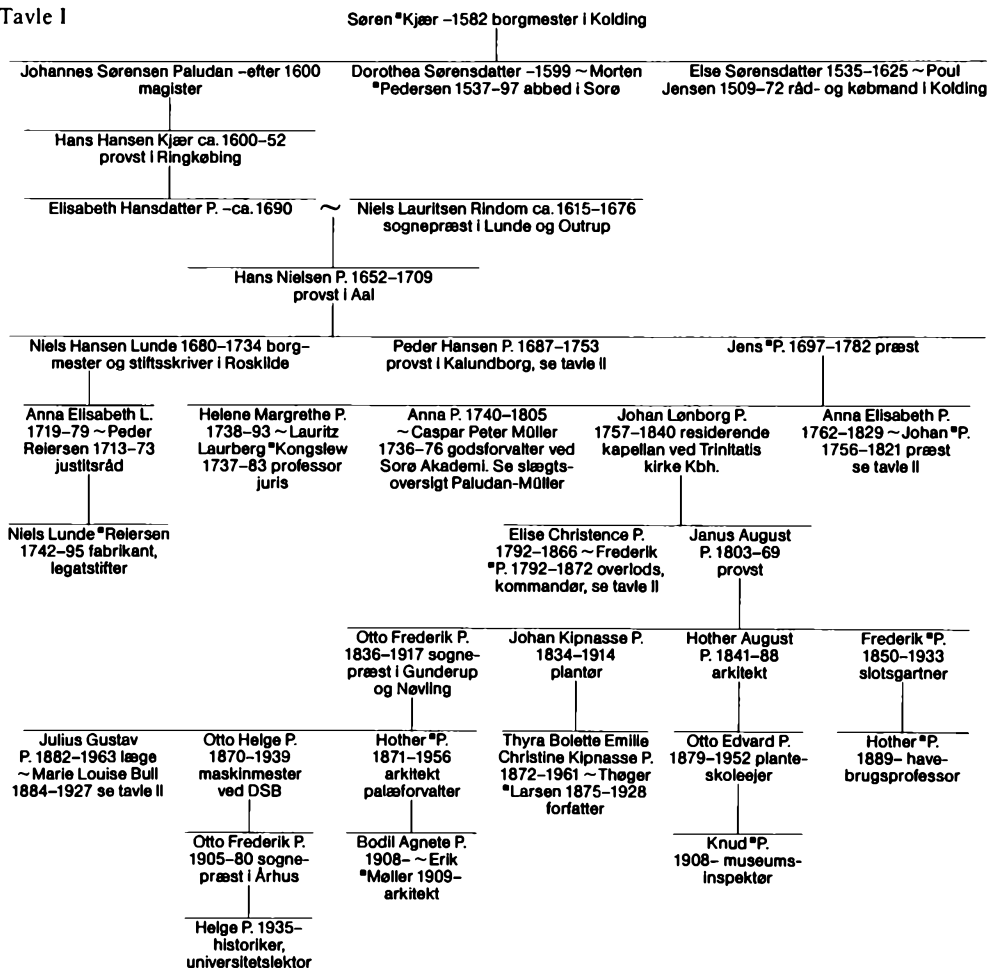 Tavle I
Søren ■Kjær –1582 borgmester i Kolding
Johannes Sørensen Paludan –efter 1600
magister
Dorothea Sørensdatter –1599 ~ Morten
■Pedersen 1537–97 abbed i Sorø
Else Sørensdatter 1535–1625 ~ Poul
Jensen 1509–72 råd- og købmand i Kolding
Hans Hansen Kjær ca. 1600–52
provst i Ringkøbing
Elisabeth Hansdatter P. –ca. 1690 ~ Niels Lauritsen Rindom ca. 1615–1676
sognepræst i Lunde og Outrup
Hans Nielsen P. 1652–1709
provst i Aal
Niels Hansen Lunde 1680–1734 borg-
mester og stiftsskriver i Roskilde
Peder Hansen P. 1687–1753
provst i Kalundborg, se tavle II
Jens ■P. 1697–1782 præst
Anna Elisabeth L.
1719–79 ~ Peder
Reiersen 1713–73
justitsråd
Helene Margrethe P.
1738–93 ~ Lauritz
Laurberg ■Kongslew
1737–83 professor
juris
Anna P. 1740–1805
~ Caspar Peter Müller
1736–76 godsforvalter ved
Sorø Akademi. Se slægts-
oversigt Paludan-Müller
Johan Lønborg P.
1757–1840 residerende
kapellan ved Trinitatis
kirke Kbh.
Anna Elisabeth P.
1762–1829 ~ Johan ■P.
1756–1821 præst
se tavle II
Niels Lunde ■Reiersen
1742–95 fabrikant,
legatstifter
Elise Christence P.
1792–1866 ~ Frederik
■P. 1792–1872 overlods,
kommandør, se tavle II
Janus August
P. 1803–69
provst
Otto Frederik P.
1836–1917 sogne-
præst i Gunderup
og Nøvling
Johan Kipnasse P.
1834–1914
plantør
Hother August
P. 1841–88
arkitekt
Frederik ■P.
1850–1933
slotsgartner
Julius Gustav
P. 1882–1963 læge
~ Marie Louise Bull
1884–1927 se tavle II
Otto Helge P.
1870–1939
maskinmester
ved DSB
Hother ■P.
1871–1956
arkitekt
palæforvalter
Thyra Bolette Emilie
Christine Kipnasse P.
1872–1961 ~ Thøger
■Larsen 1875–1928
forfatter
Otto Edvard P.
1879–1952 plante-
skoleejer
Hother ■P.
1889– have-
brugsprofessor
Otto Frederik P.
1905–80 sogne-
præst i Århus
Bodil Agnete P.
1908– ~ Erik
■Møller 1909–
arkitekt
Knud ■P.
1908– museums-
inspektør
Helge P. 1935–
historiker,
universitetslektor